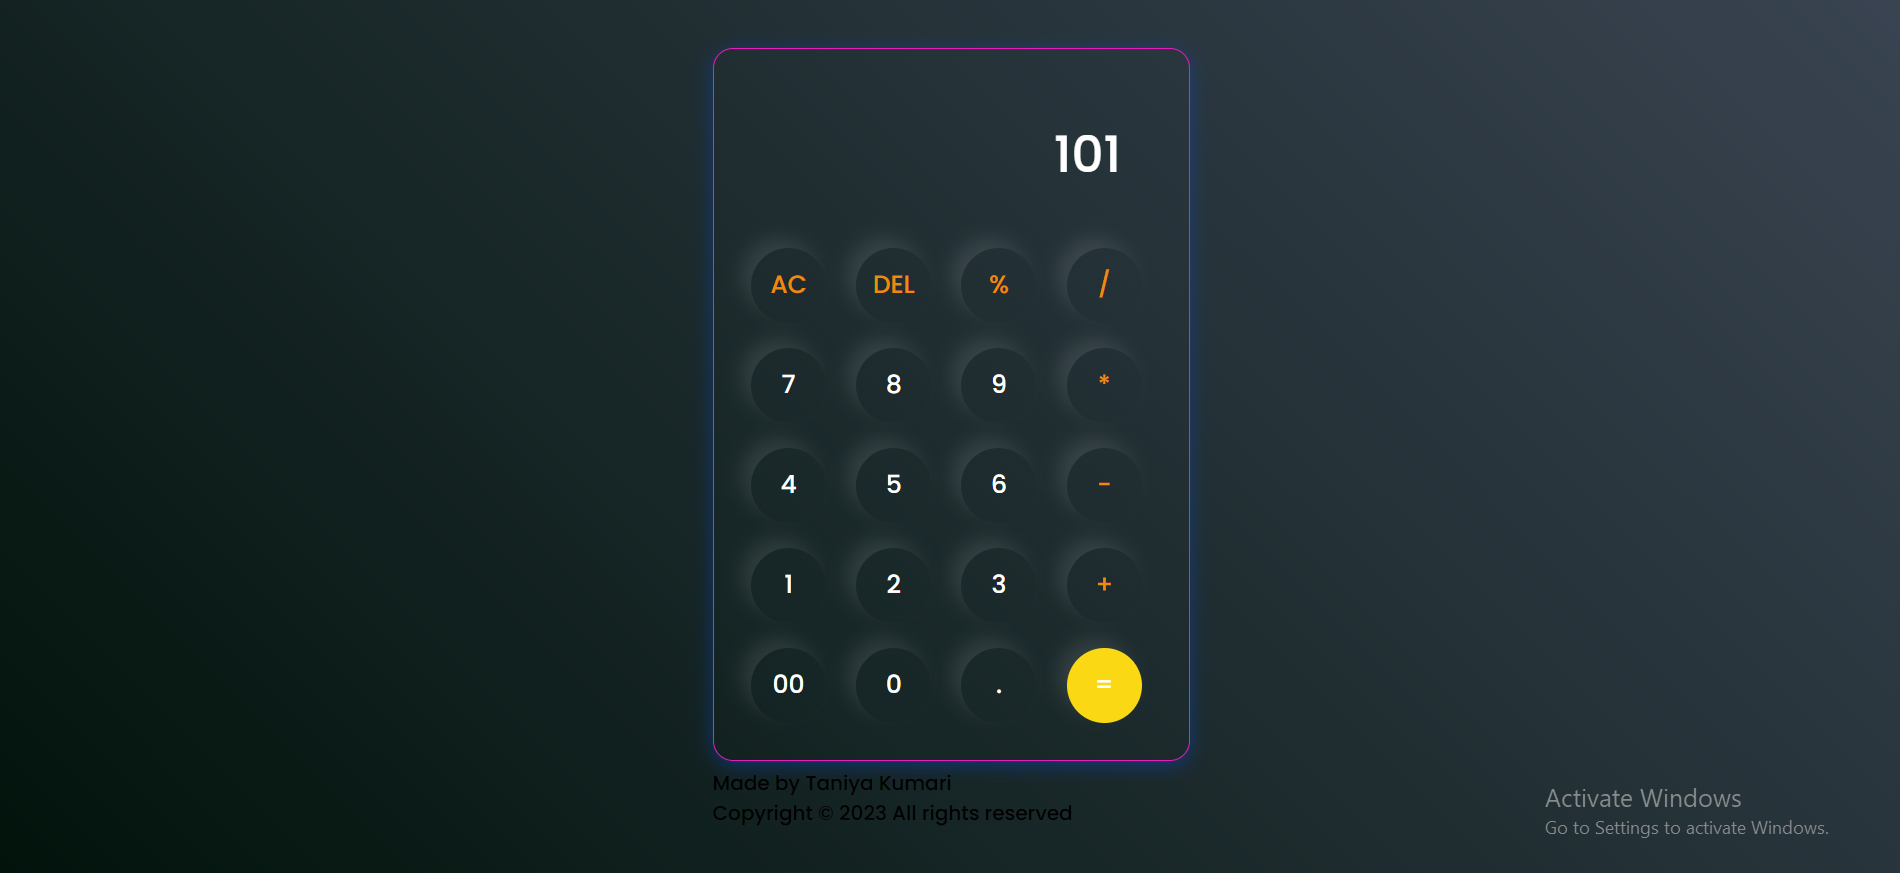 101
AC DEL % /
7 8 9 *
4 5 6 -
1 2 3 +
00 0 . =
Made by Taniya Kumari
Copyright © 2023 All rights reserved
Activate Windows
Go to Settings to activate Windows.